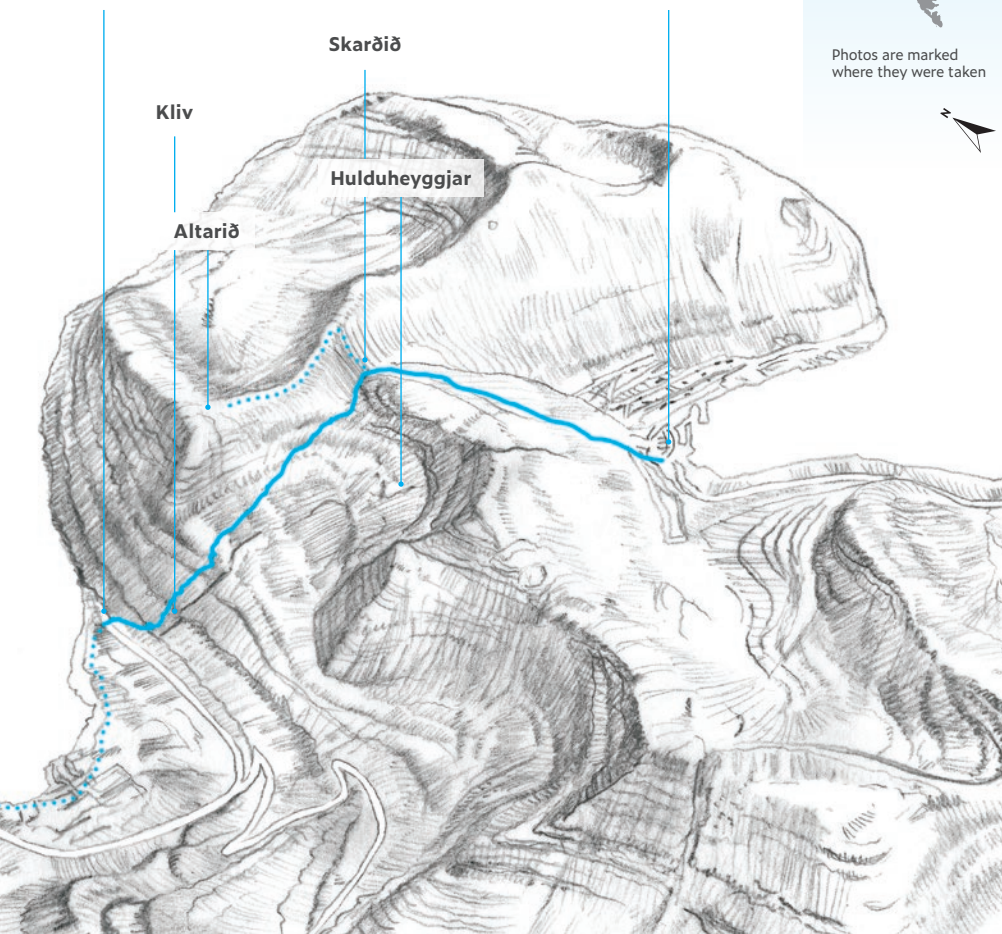 Skarðið
Photos are marked
where they were taken
Kliv
N
Hulduheyggjar
Altarið